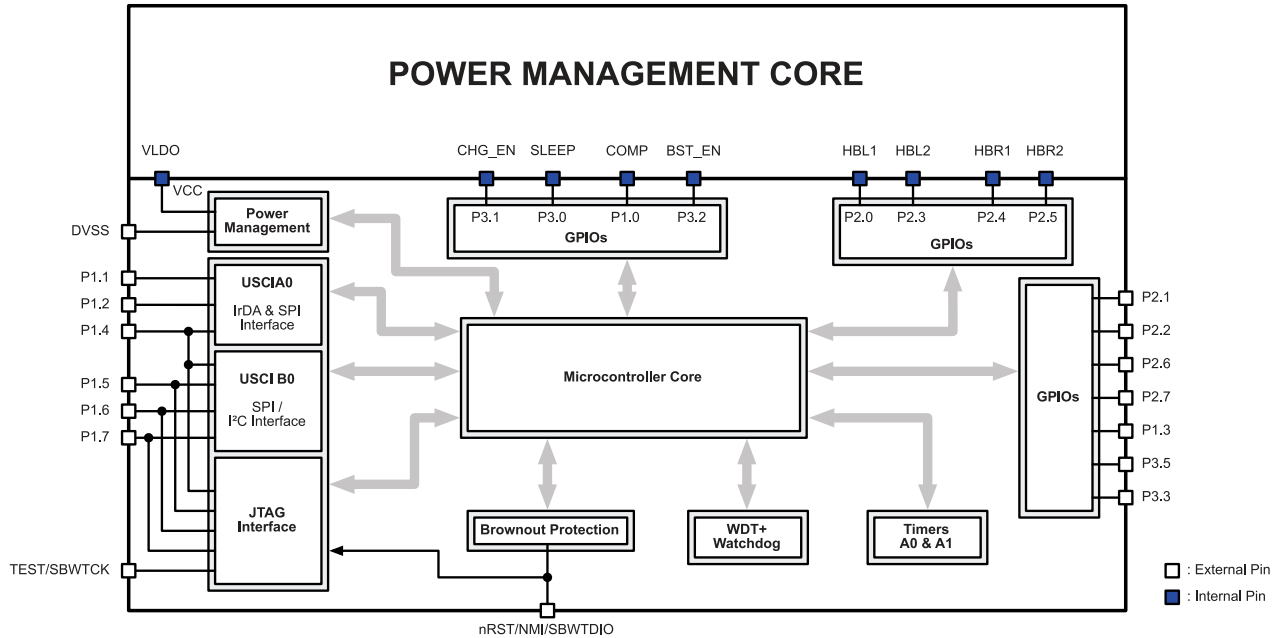 POWER MANAGEMENT CORE
VLDO
CHG_EN SLEEP COMP BST_EN
HBL1 HBL2 HBR1 HBR2
VCC
Power
Management
P3.1 P3.0 P1.0 P3.2
GPIOs
P2.0 P2.3 P2.4 P2.5
GPIOs
DVSS
P1.1
P1.2
P1.4
P1.5
P1.6
P1.7
USCIA0
IrDA & SPI
Interface
USCI B0
SPI /
I²C Interface
JTAG
Interface
Microcontroller Core
GPIOs
P2.1
P2.2
P2.6
P2.7
P1.3
P3.5
P3.3
Brownout Protection
WDT+
Watchdog
Timers
A0 & A1
TEST/SBWTCK
nRST/NMI/SBWTDIO
: External Pin
: Internal Pin